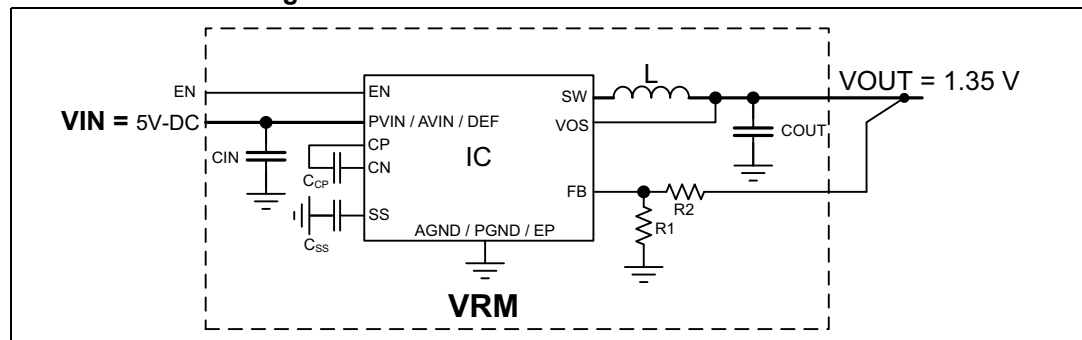 g
EN
EN
SW
L
VOUT = 1.35 V
VIN = 5V-DC
PVIN / AVIN / DEF
VOS
COUT
CIN
CP
IC
CCP
CN
FB
R2
SS
R1
CSS
AGND / PGND / EP
VRM